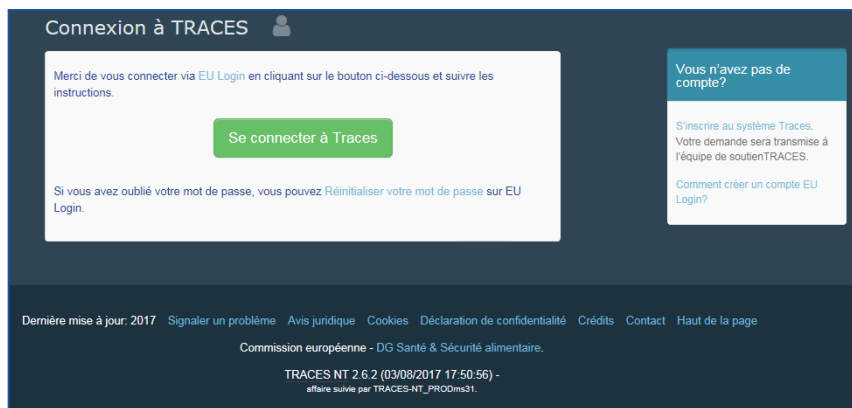 Connexion à TRACES
Merci de vous connecter via EU Login en cliquant sur le bouton ci-dessous et suivre les
instructions.
Se connecter à Traces
Si vous avez oublié votre mot de passe, vous pouvez Réinitialiser votre mot de passe sur EU
Login.
Vous n'avez pas de
compte?
S'inscrire au système Traces.
Votre demande sera transmise á
l'équipe de soutienTRACES.
Comment créer un compte EU
Login?
Dernière mise à jour: 2017 Signaler un problème Avis juridique Cookies Déclaration de confidentialité Crédits Contact Haut de la page
Commission européenne - DG Santé & Sécurité alimentaire.
TRACES NT 2.6.2 (03/08/2017 17:50:56) -
affaire suivie par TRACES-NT_PRODms31.